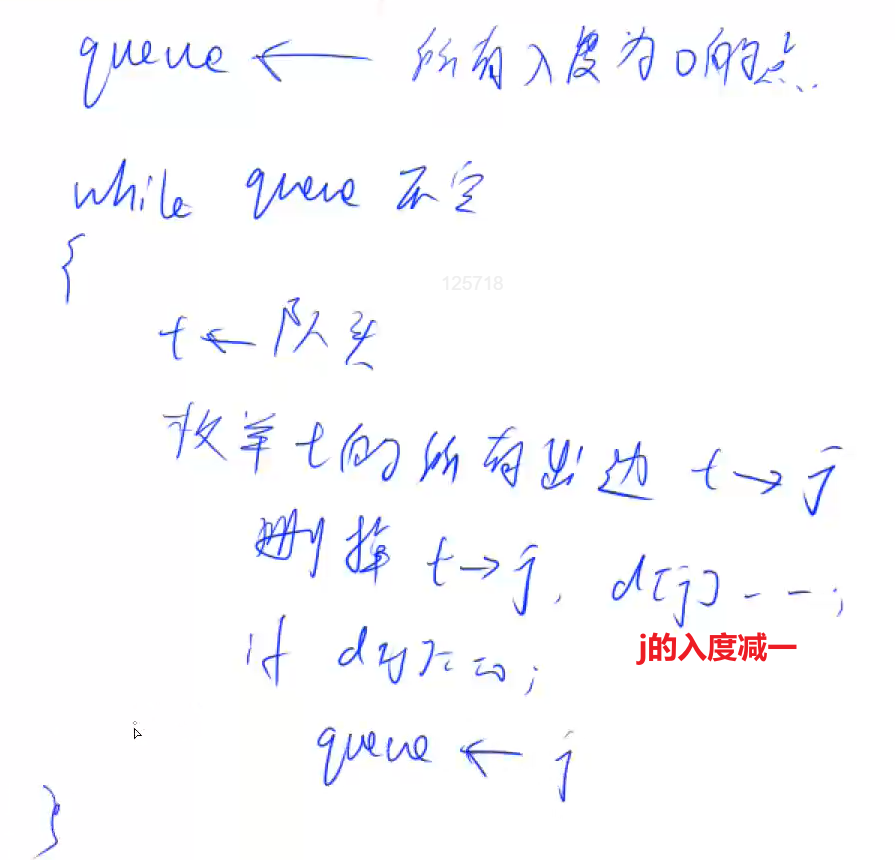 queue ← 所有入度为0的点
while queue 不空
{
125718
t ← 队头
枚举 t 的所有出边 t → j
删掉 t → j, d[j] --;
j的入度减一
if d[j] == 0;
queue ← j
}